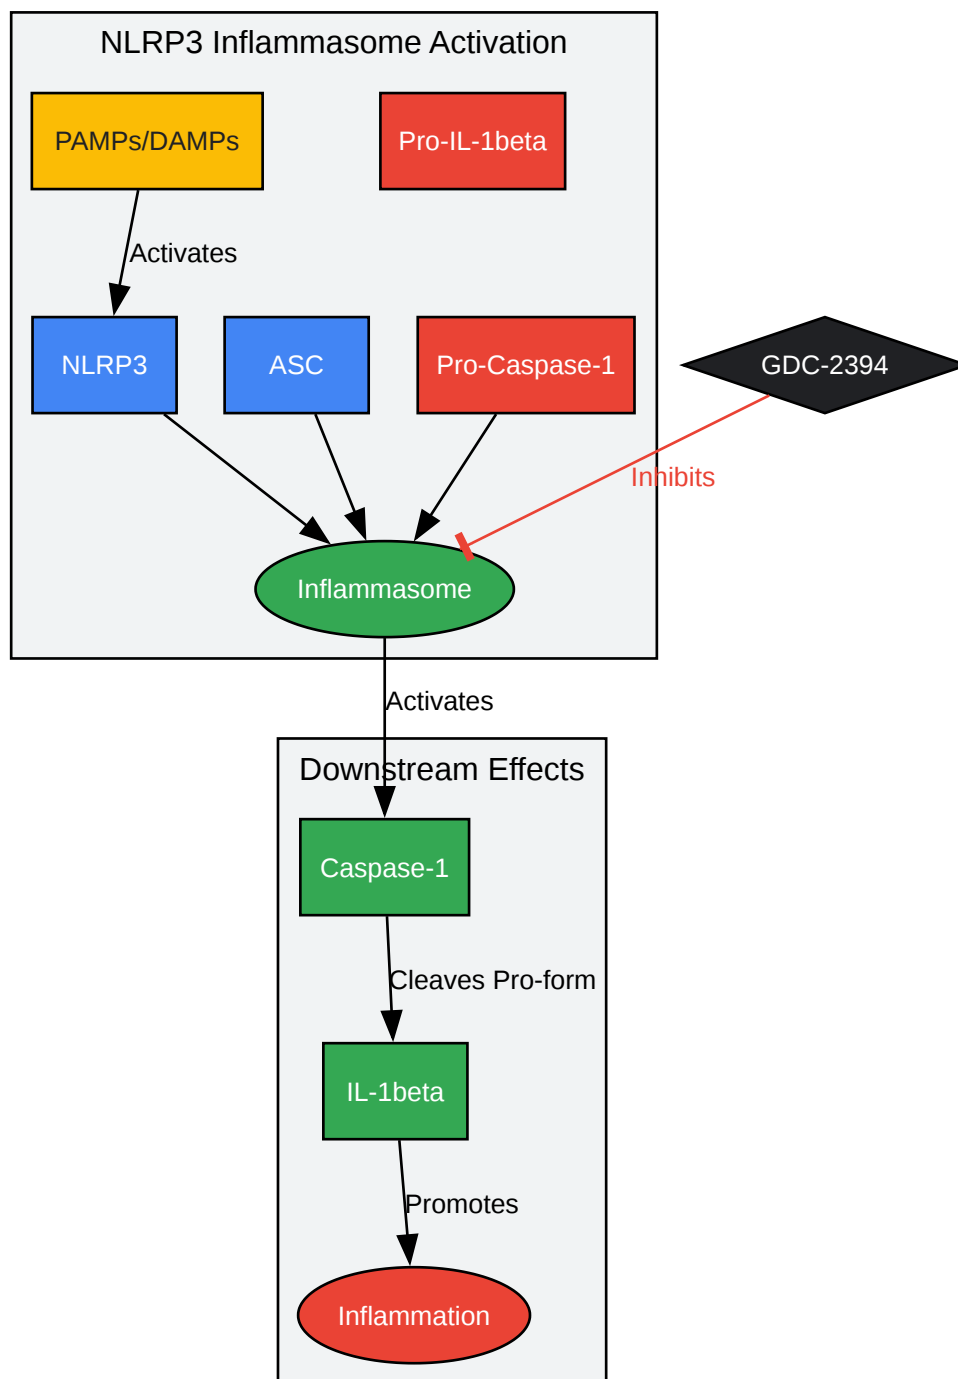 NLRP3 Inflammasome Activation
PAMPs/DAMPs
Pro-IL-1beta
Activates
NLRP3
ASC
Pro-Caspase-1
GDC-2394
Inhibits
Inflammasome
Activates
Downstream Effects
Caspase-1
Cleaves Pro-form
IL-1beta
Promotes
Inflammation